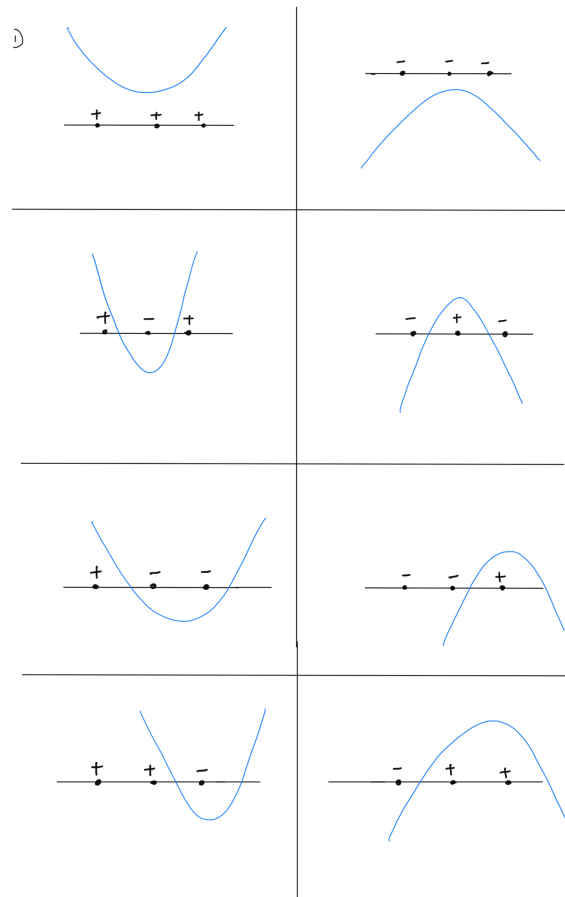 ①
+ + +
- - -
+ - +
- + -
+ - -
- - +
+ + -
- + +